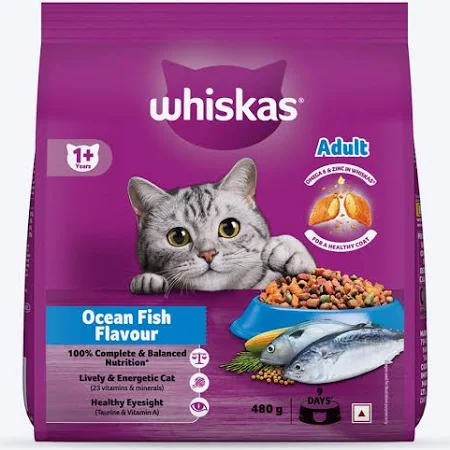 whiskas®
Adult
1+
Years
OMEGA 6 & ZINC IN WHISKAS®
FOR A HEALTHY COAT
Ocean Fish
Flavour
100% Complete & Balanced
Nutrition*
Lively & Energetic Cat
(23 vitamins & minerals)
Healthy Eyesight
(Taurine & Vitamin A)
480 g
9
DAYS*